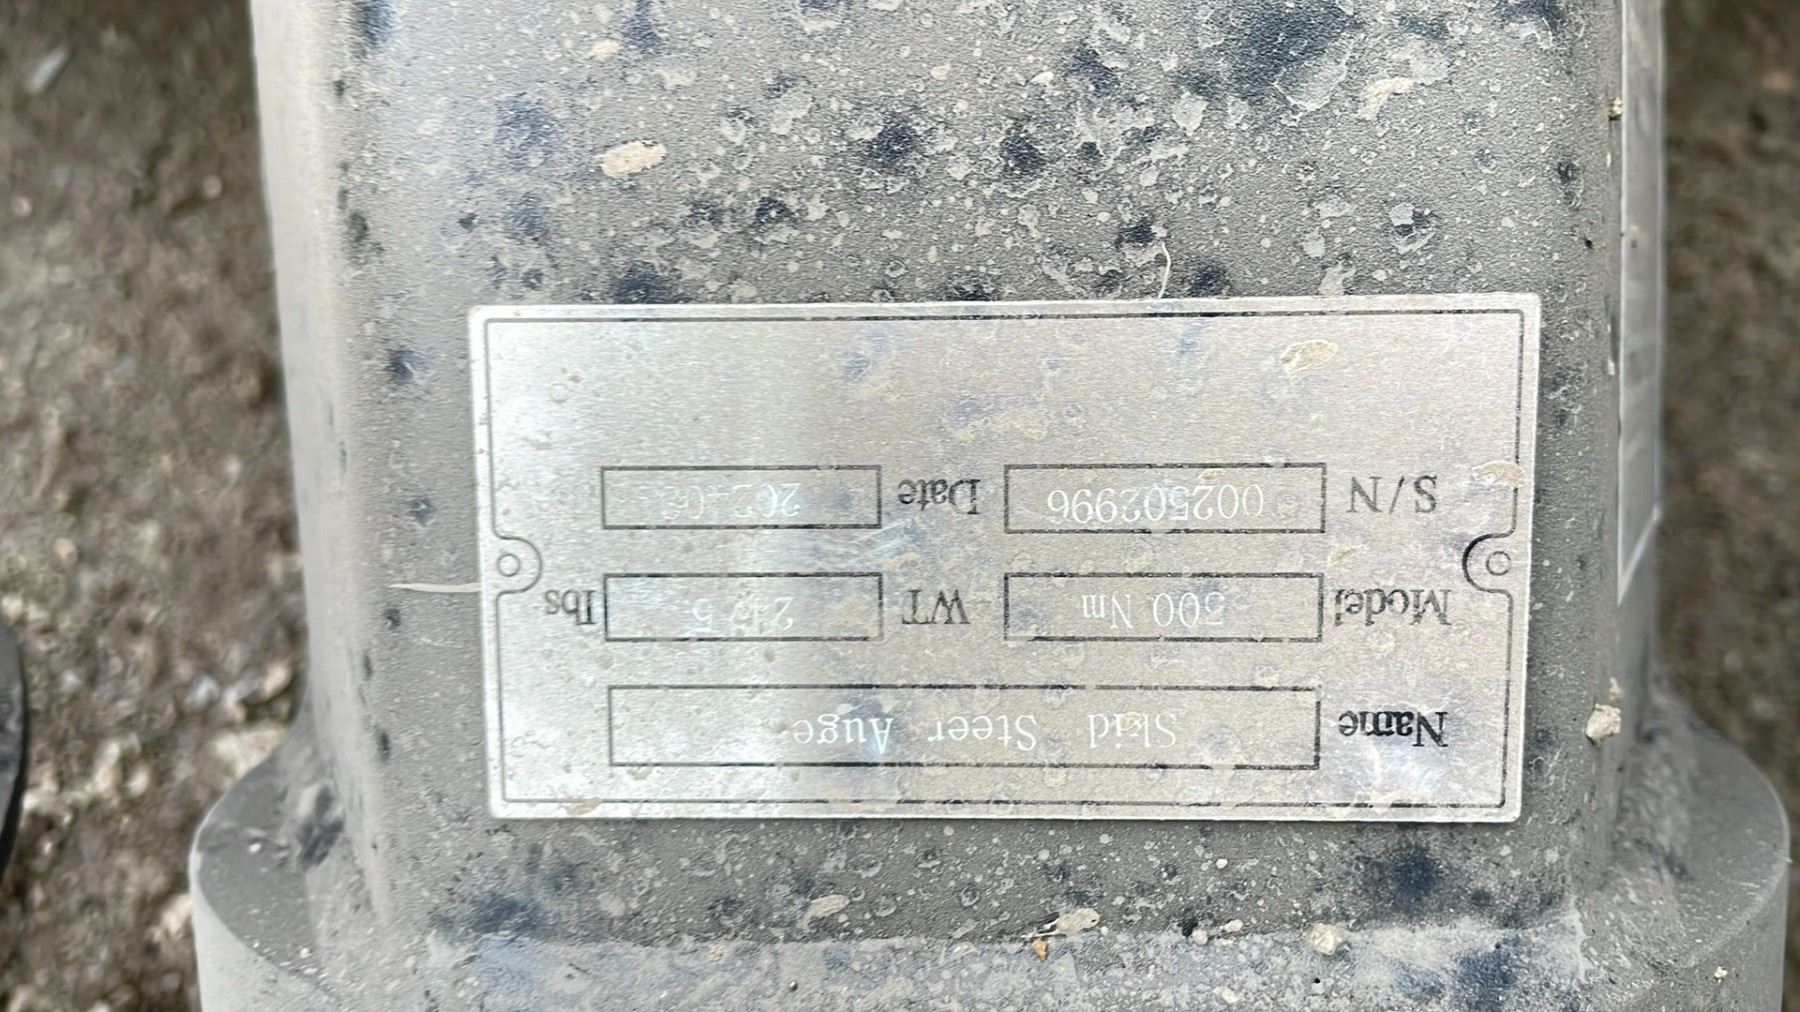 Name Skid Steer Auge
Model 500 Nm WT lbs
S/N 002502996 Date